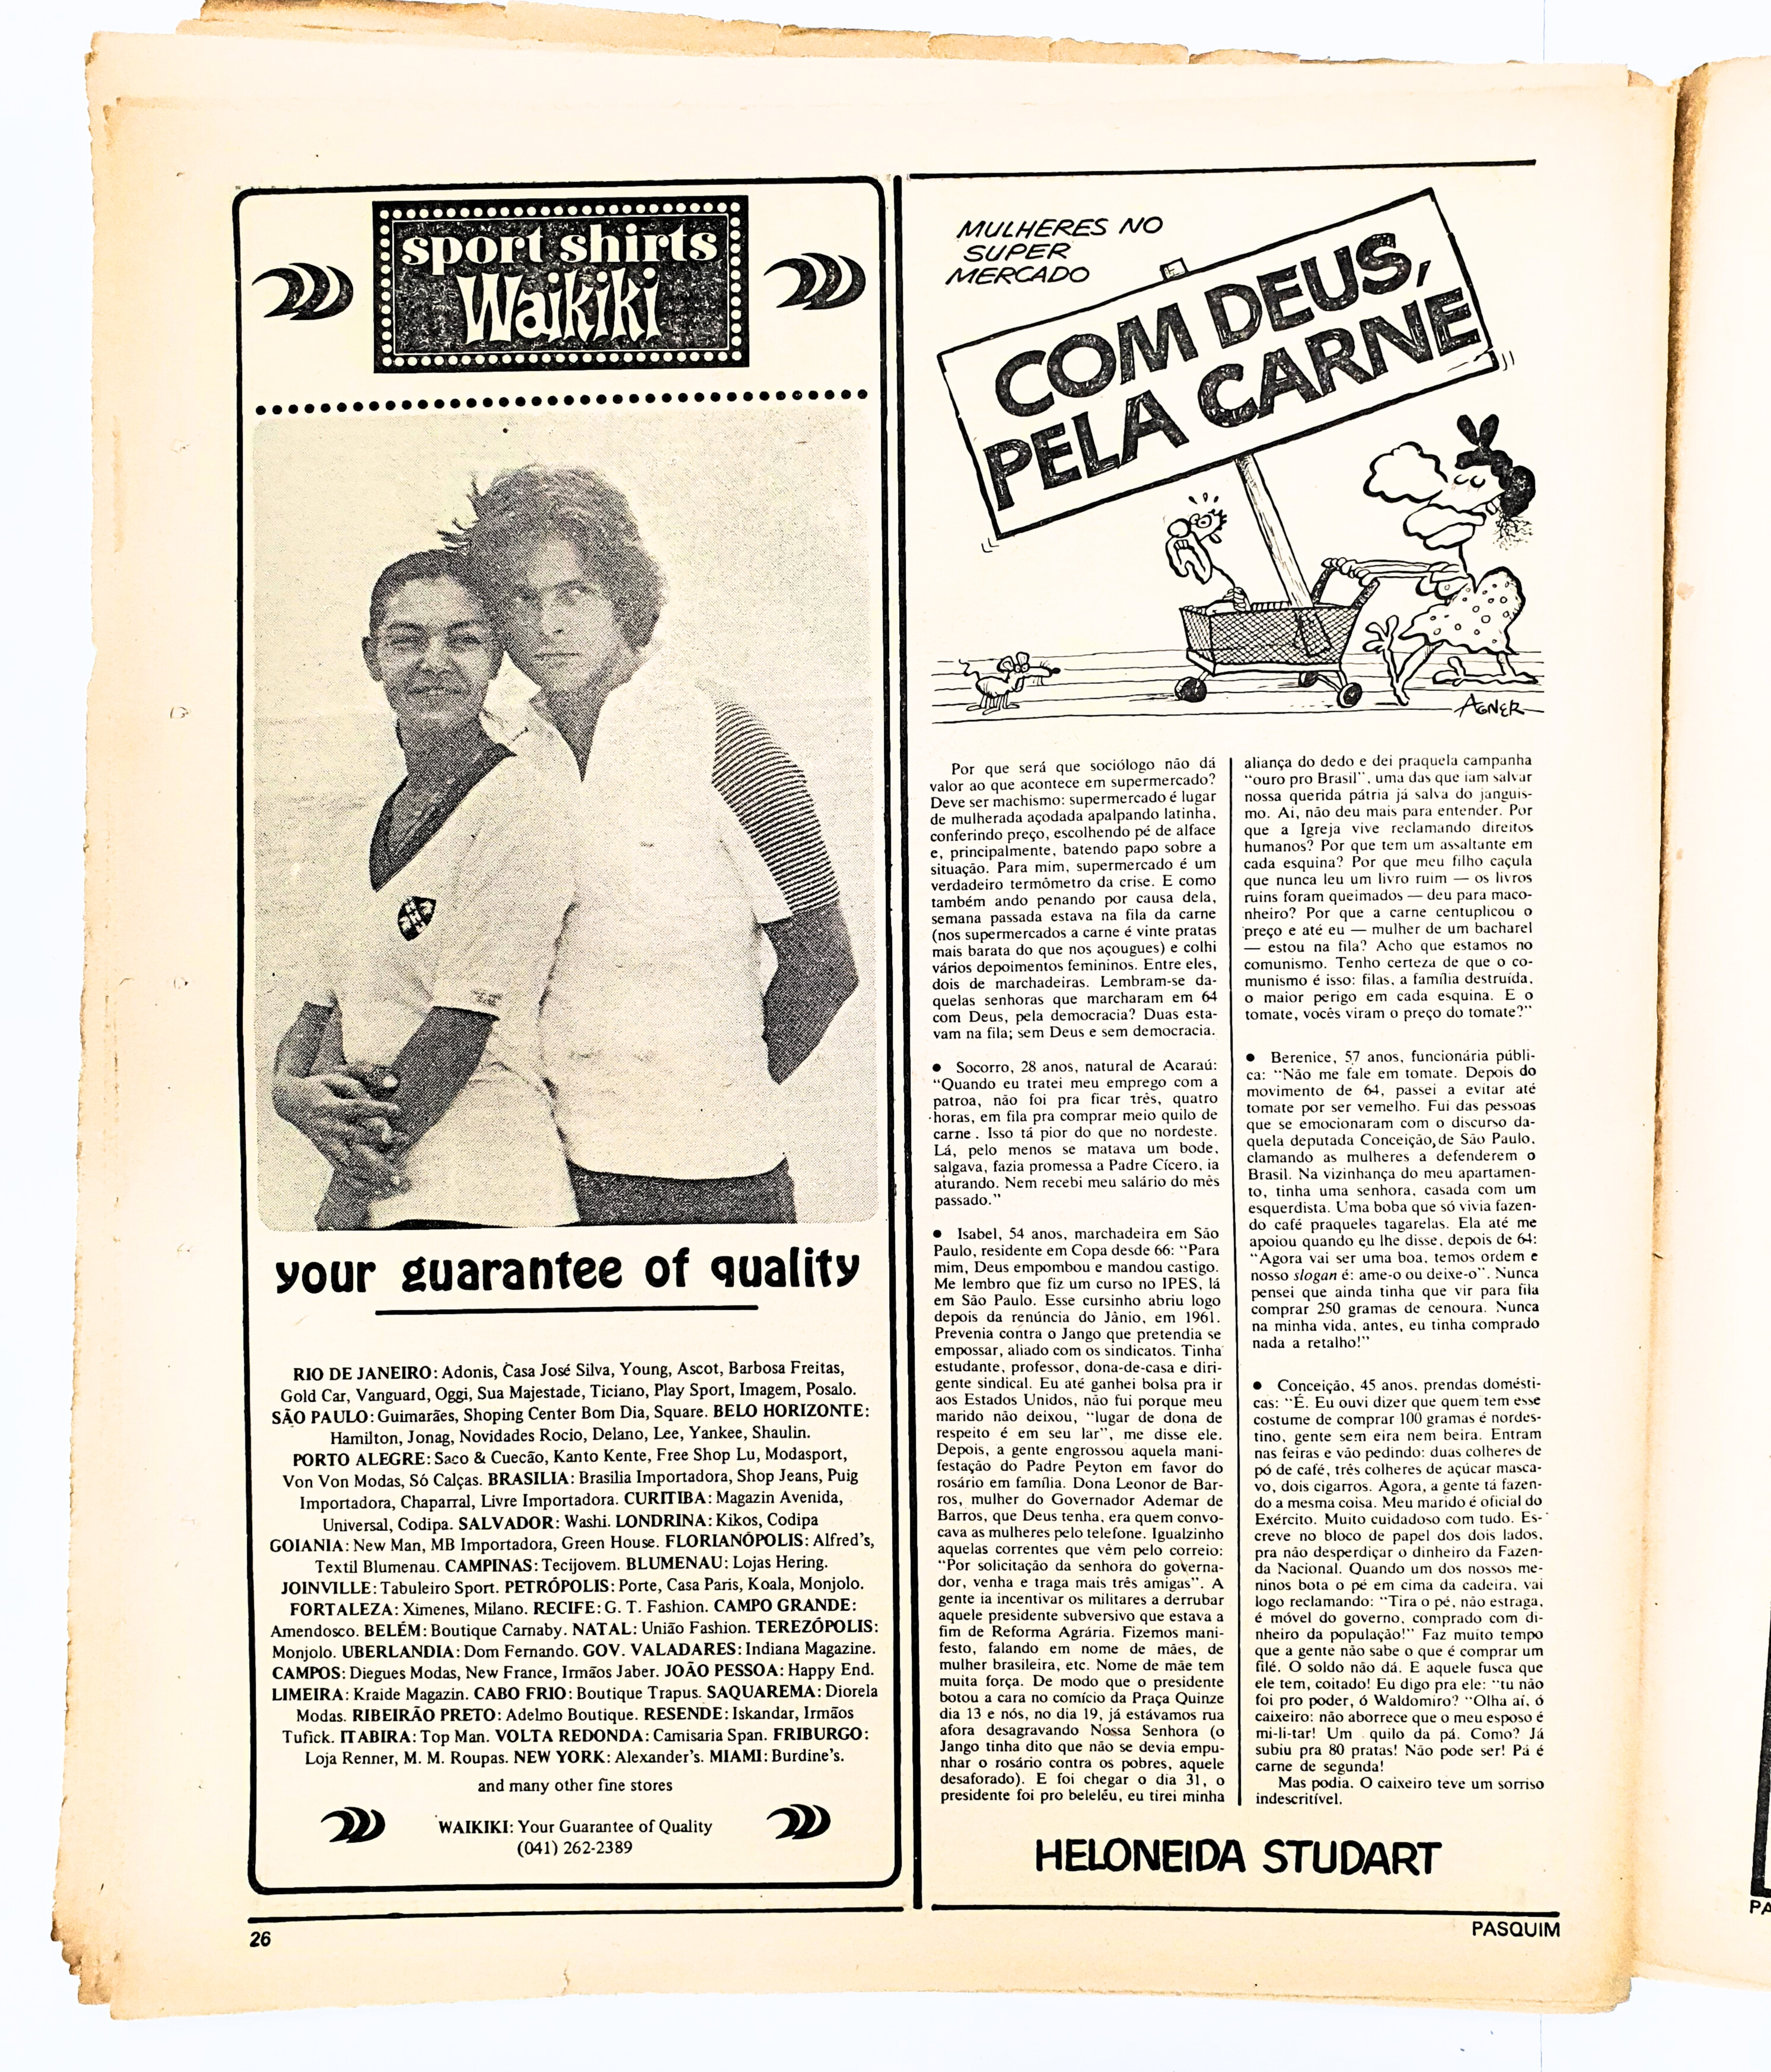 sport shirts
Waikiki
your guarantee of quality
RIO DE JANEIRO: Adonis, Casa José Silva, Young, Ascot, Barbosa Freitas,
Gold Car, Vanguard, Oggi, Sua Majestade, Ticiano, Play Sport, Imagem, Posalo.
SÃO PAULO: Guimarães, Shoping Center Bom Dia, Square. BELO HORIZONTE:
Hamilton, Jonag, Novidades Rocio, Delano, Lee, Yankee, Shaulin.
PORTO ALEGRE: Saco & Cuecão, Kanto Kente, Free Shop Lu, Modasport,
Von Von Modas, Só Calças. BRASILIA: Brasilia Importadora, Shop Jeans, Puig
Importadora, Chaparral, Livre Importadora. CURITIBA: Magazin Avenida,
Universal, Codipa. SALVADOR: Washi. LONDRINA: Kikos, Codipa
GOIANIA: New Man, MB Importadora, Green House. FLORIANÓPOLIS: Alfred's,
Textil Blumenau. CAMPINAS: Tecijovem. BLUMENAU: Lojas Hering.
JOINVILLE: Tabuleiro Sport. PETRÓPOLIS: Porte, Casa Paris, Koala, Monjolo.
FORTALEZA: Ximenes, Milano. RECIFE: G. T. Fashion. CAMPO GRANDE:
Amendosco. BELÉM: Boutique Carnaby. NATAL: União Fashion. TEREZÓPOLIS:
Monjolo. UBERLANDIA: Dom Fernando. GOV. VALADARES: Indiana Magazine.
CAMPOS: Diegues Modas, New France, Irmãos Jaber. JOÃO PESSOA: Happy End.
LIMEIRA: Kraide Magazin. CABO FRIO: Boutique Trapus. SAQUAREMA: Diorela
Modas. RIBEIRÃO PRETO: Adelmo Boutique. RESENDE: Iskandar, Irmãos
Tufick. ITABIRA: Top Man. VOLTA REDONDA: Camisaria Span. FRIBURGO:
Loja Renner, M. M. Roupas. NEW YORK: Alexander's. MIAMI: Burdine's.
and many other fine stores
WAIKIKI: Your Guarantee of Quality
(041) 262-2389
MULHERES NO
SUPER
MERCADO
COM DEUS,
PELA CARNE
AGNER
Por que será que sociólogo não dá
valor ao que acontece em supermercado?
Deve ser machismo: supermercado é lugar
de mulherada açodada apalpando latinha,
conferindo preço, escolhendo pé de alface
e, principalmente, batendo papo sobre a
situação. Para mim, supermercado é um
verdadeiro termômetro da crise. E como
também ando penando por causa dela,
semana passada estava na fila da carne
(nos supermercados a carne é vinte pratas
mais barata do que nos açougues) e colhi
vários depoimentos femininos. Entre eles,
dois de marchadeiras. Lembram-se da-
quelas senhoras que marcharam em 64
com Deus, pela democracia? Duas esta-
vam na fila; sem Deus e sem democracia.
● Socorro, 28 anos, natural de Acaraú:
“Quando eu tratei meu emprego com a
patroa, não foi pra ficar três, quatro
horas, em fila pra comprar meio quilo de
carne. Isso tá pior do que no nordeste.
Lá, pelo menos se matava um bode,
salgava, fazia promessa a Padre Cícero, ia
aturando. Nem recebi meu salário do mês
passado.”
● Isabel, 54 anos, marchadeira em São
Paulo, residente em Copa desde 66: “Para
mim, Deus empombou e mandou castigo.
Me lembro que fiz um curso no IPES, lá
em São Paulo. Esse cursinho abriu logo
depois da renúncia do Jânio, em 1961.
Prevenia contra o Jango que pretendia se
empossar, aliado com os sindicatos. Tinha
estudante, professor, dona-de-casa e diri-
gente sindical. Eu até ganhei bolsa pra ir
aos Estados Unidos, não fui porque meu
marido não deixou, “lugar de dona de
respeito é em seu lar”, me disse ele.
Depois, a gente engrossou aquela mani-
festação do Padre Peyton em favor do
rosário em família. Dona Leonor de Bar-
ros, mulher do Governador Ademar de
Barros, que Deus tenha, era quem convo-
cava as mulheres pelo telefone. Igualzinho
aquelas correntes que vêm pelo correio:
“Por solicitação da senhora do governa-
dor, venha e traga mais três amigas”. A
gente ia incentivar os militares a derrubar
aquele presidente subversivo que estava a
fim de Reforma Agrária. Fizemos mani-
festo, falando em nome de mães, de
mulher brasileira, etc. Nome de mãe tem
muita força. De modo que o presidente
botou a cara no comício da Praça Quinze
dia 13 e nós, no dia 19, já estávamos rua
afora desagravando Nossa Senhora (o
Jango tinha dito que não se devia empu-
nhar o rosário contra os pobres, aquele
desaforado). E foi chegar o dia 31, o
presidente foi pro beleléu, eu tirei minha
aliança do dedo e dei praquela campanha
“ouro pro Brasil”, uma das que iam salvar
nossa querida pátria já salva do janguis-
mo. Aí, não deu mais para entender. Por
que a Igreja vive reclamando direitos
humanos? Por que tem um assaltante em
cada esquina? Por que meu filho caçula
que nunca leu um livro ruim — os livros
ruins foram queimados — deu para maco-
nheiro? Por que a carne centuplicou o
preço e até eu — mulher de um bacharel
— estou na fila? Acho que estamos no
comunismo. Tenho certeza de que o co-
munismo é isso: filas, a família destruída,
o maior perigo em cada esquina. E o
tomate, vocês viram o preço do tomate?”
● Berenice, 57 anos, funcionária públi-
ca: “Não me fale em tomate. Depois do
movimento de 64, passei a evitar até
tomate por ser vemelho. Fui das pessoas
que se emocionaram com o discurso da-
quela deputada Conceição, de São Paulo,
clamando as mulheres a defenderem o
Brasil. Na vizinhança do meu apartamen-
to, tinha uma senhora, casada com um
esquerdista. Uma boba que só vivia fazen-
do café praqueles tagarelas. Ela até me
apoiou quando eu lhe disse, depois de 64:
“Agora vai ser uma boa, temos ordem e
nosso slogan é: ame-o ou deixe-o”. Nunca
pensei que ainda tinha que vir para fila
comprar 250 gramas de cenoura. Nunca
na minha vida, antes, eu tinha comprado
nada a retalho!”
● Conceição, 45 anos, prendas domésti-
cas: “É. Eu ouvi dizer que quem tem esse
costume de comprar 100 gramas é nordes-
tino, gente sem eira nem beira. Entram
nas feiras e vão pedindo: duas colheres de
pó de café, três colheres de açúcar masca-
vo, dois cigarros. Agora, a gente tá fazen-
do a mesma coisa. Meu marido é oficial do
Exército. Muito cuidadoso com tudo. Es-
creve no bloco de papel dos dois lados,
pra não desperdiçar o dinheiro da Fazen-
da Nacional. Quando um dos nossos me-
ninos bota o pé em cima da cadeira, vai
logo reclamando: “Tira o pé, não estraga,
é móvel do governo, comprado com di-
nheiro da população!” Faz muito tempo
que a gente não sabe o que é comprar um
filé. O soldo não dá. E aquele fusca que
ele tem, coitado! Eu digo pra ele: “tu não
foi pro poder, ó Waldomiro? “Olha aí, ó
caixeiro: não aborrece que o meu esposo é
mi-li-tar! Um quilo da pá. Como? Já
subiu pra 80 pratas! Não pode ser! Pá é
carne de segunda!
Mas podia. O caixeiro teve um sorriso
indescritível.
HELONEIDA STUDART
26
PASQUIM
PA